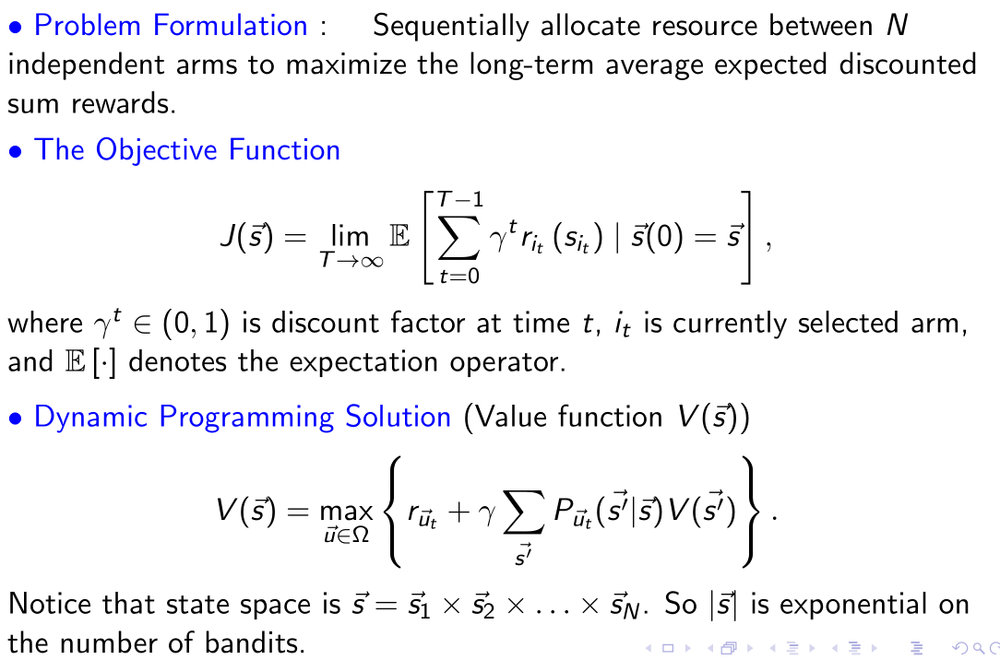 • Problem Formulation : Sequentially allocate resource between N
independent arms to maximize the long-term average expected discounted
sum rewards.
• The Objective Function
$J(\vec{s}) = \lim_{T \to \infty} \mathbb{E} \left[ \sum_{t=0}^{T-1} \gamma^t r_{i_t} (s_{i_t}) \mid \vec{s}(0) = \vec{s} \right],$
where $\gamma^t \in (0, 1)$ is discount factor at time $t$, $i_t$ is currently selected arm,
and $\mathbb{E}[\cdot]$ denotes the expectation operator.
• Dynamic Programming Solution (Value function $V(\vec{s})$)
$V(\vec{s}) = \max_{\vec{u} \in \Omega} \left\{ r_{\vec{u}_t} + \gamma \sum_{\vec{s'}} P_{\vec{u}_t}(\vec{s'}|\vec{s}) V(\vec{s'}) \right\}.$
Notice that state space is $\vec{s} = \vec{s}_1 \times \vec{s}_2 \times \ldots \times \vec{s}_N$. So $|\vec{s}|$ is exponential on
the number of bandits.